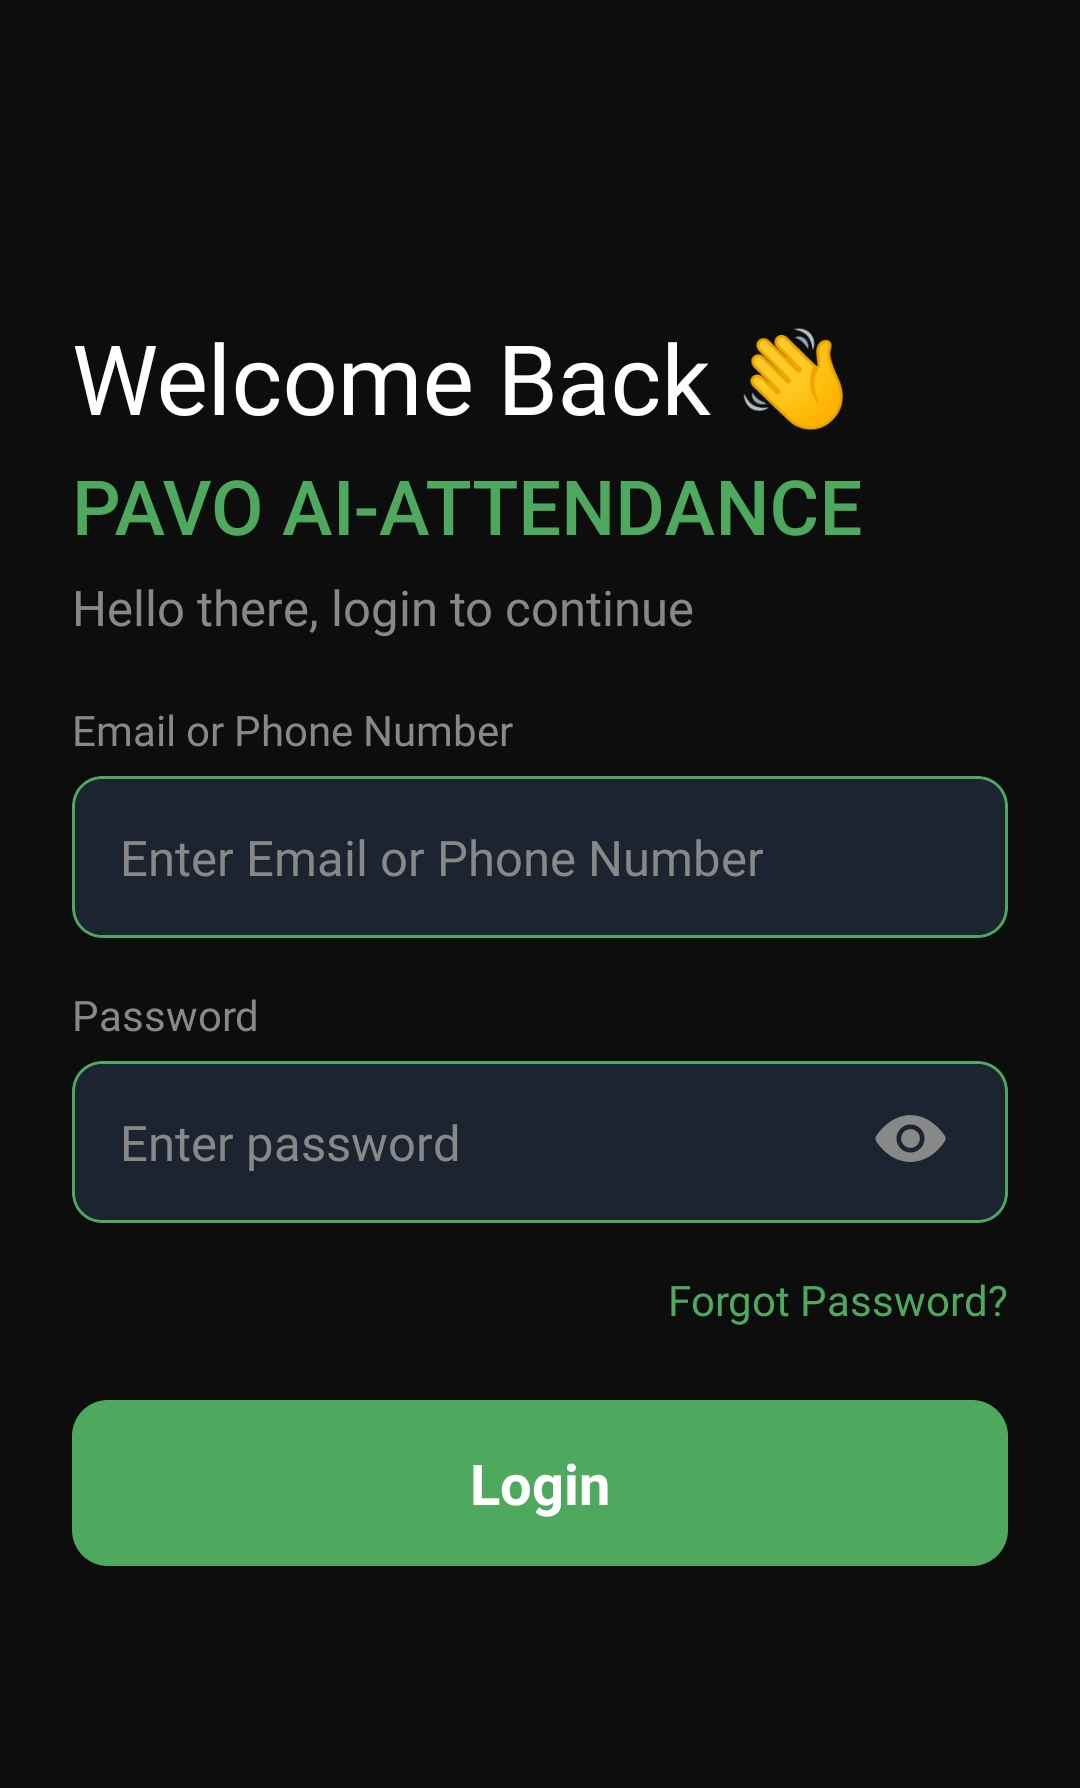 Welcome Back 👋
PAVO AI-ATTENDANCE
Hello there, login to continue
Email or Phone Number
Enter Email or Phone Number
Password
Enter password
Forgot Password?
Login